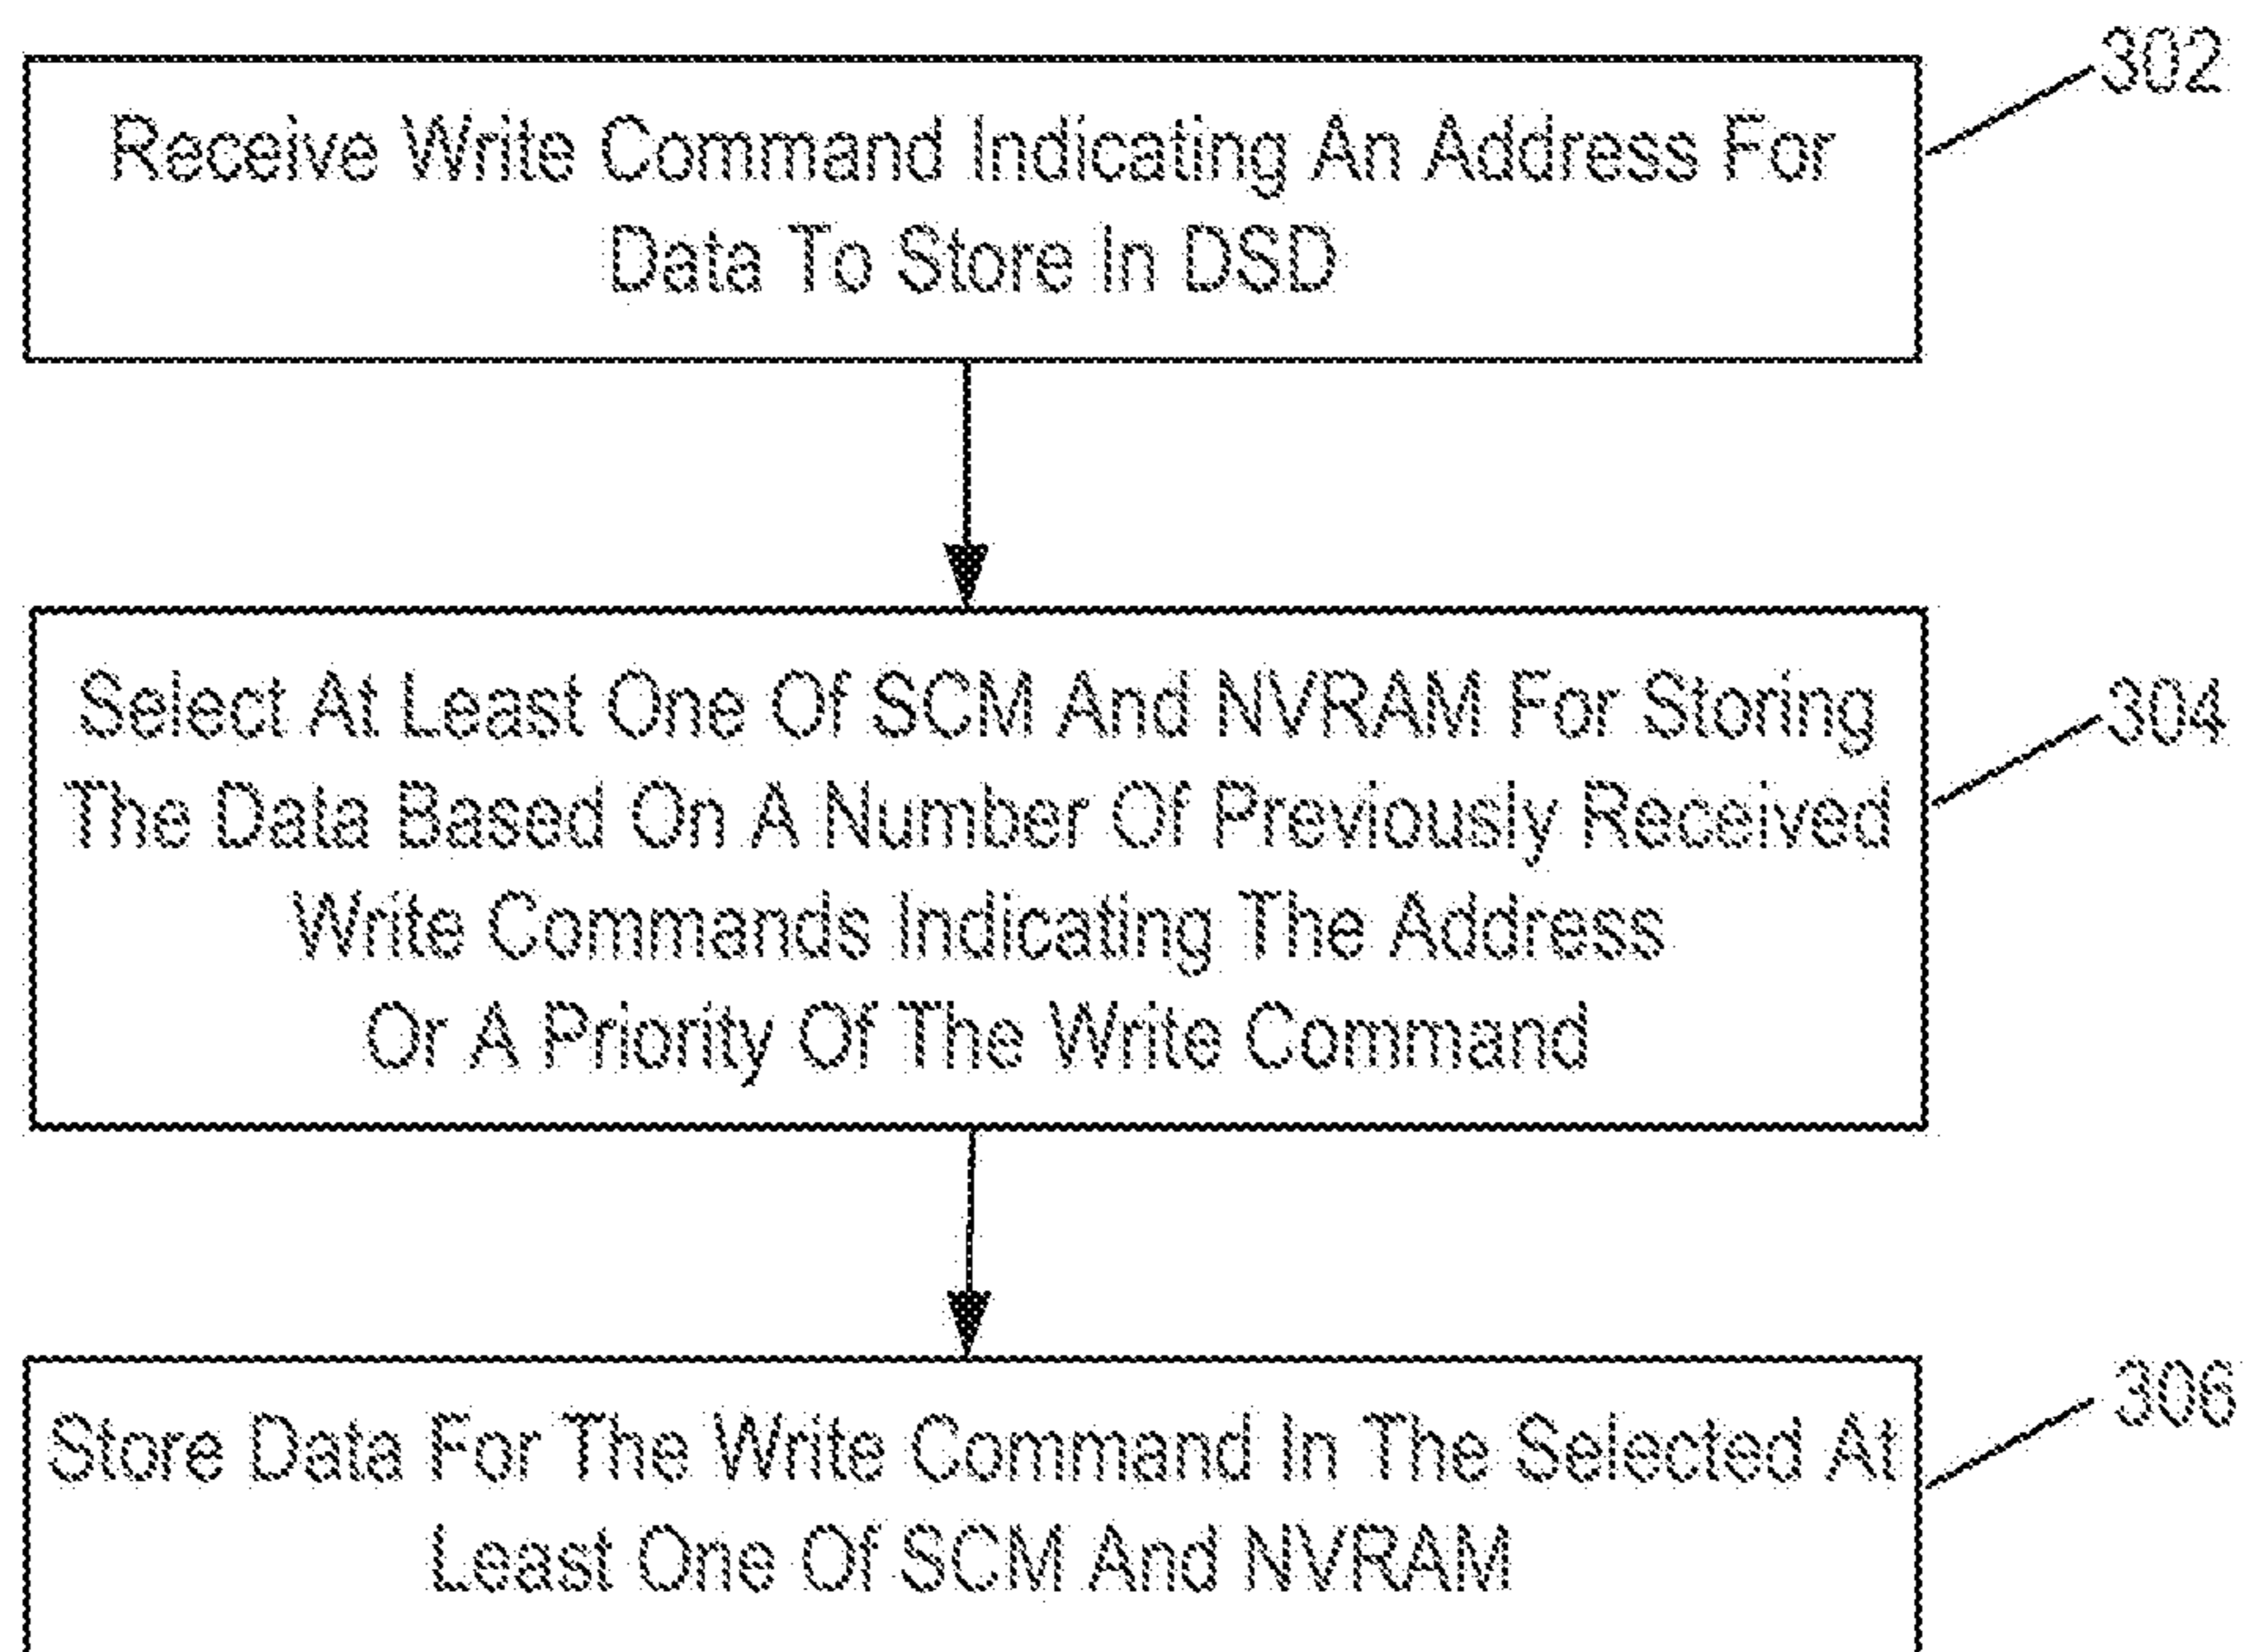 302
Receive Write Command Indicating An Address For
Data To Store In DSD
304
Select At Least One Of SCM And NVRAM For Storing
The Data Based On A Number Of Previously Received
Write Commands Indicating The Address
Or A Priority Of The Write Command
306
Store Data For The Write Command In The Selected At
Least One Of SCM And NVRAM